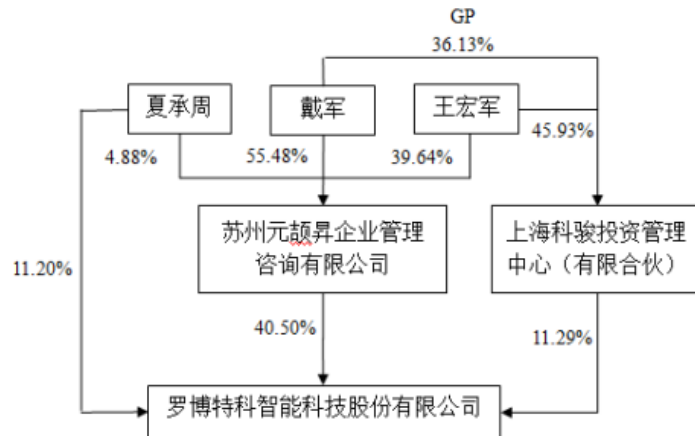 GP
36.13%
夏承周
戴军
王宏军
4.88%
55.48%
39.64%
45.93%
苏州元颉昇企业管理
咨询有限公司
上海科骏投资管理
中心（有限合伙）
11.20%
40.50%
11.29%
罗博特科智能科技股份有限公司